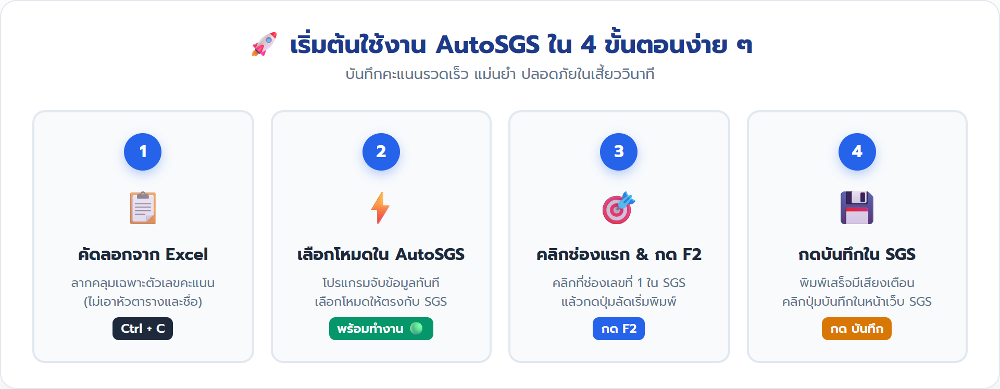 เริ่มต้นใช้งาน AutoSGS ใน 4 ขั้นตอนง่าย ๆ
บันทึกคะแนนรวดเร็ว แม่นยำ ปลอดภัยในเสี้ยววินาที
1
คัดลอกจาก Excel
ลากคลุมเฉพาะตัวเลขคะแนน
(ไม่เอาหัวตารางและชื่อ)
Ctrl + C
2
เลือกโหมดใน AutoSGS
โปรแกรมจับข้อมูลทันที
เลือกโหมดให้ตรงกับ SGS
พร้อมทำงาน
3
คลิกช่องแรก & กด F2
คลิกที่ช่องเลขที่ 1 ใน SGS
แล้วกดปุ่มลัดเริ่มพิมพ์
กด F2
4
กดบันทึกใน SGS
พิมพ์เสร็จมีเสียงเตือน
คลิกปุ่มบันทึกในหน้าเว็บ SGS
กด บันทึก